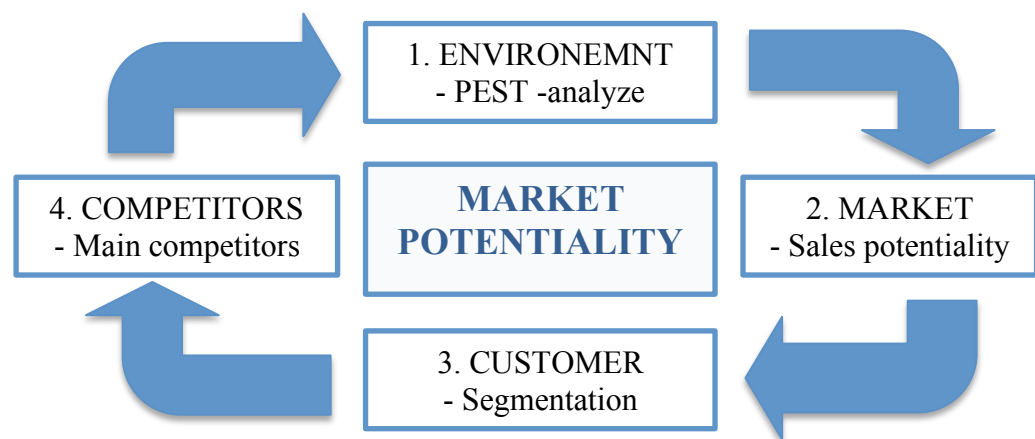 1. ENVIRONEMNT
- PEST -analyze
2. MARKET
- Sales potentiality
3. CUSTOMER
- Segmentation
4. COMPETITORS
- Main competitors
MARKET
POTENTIALITY